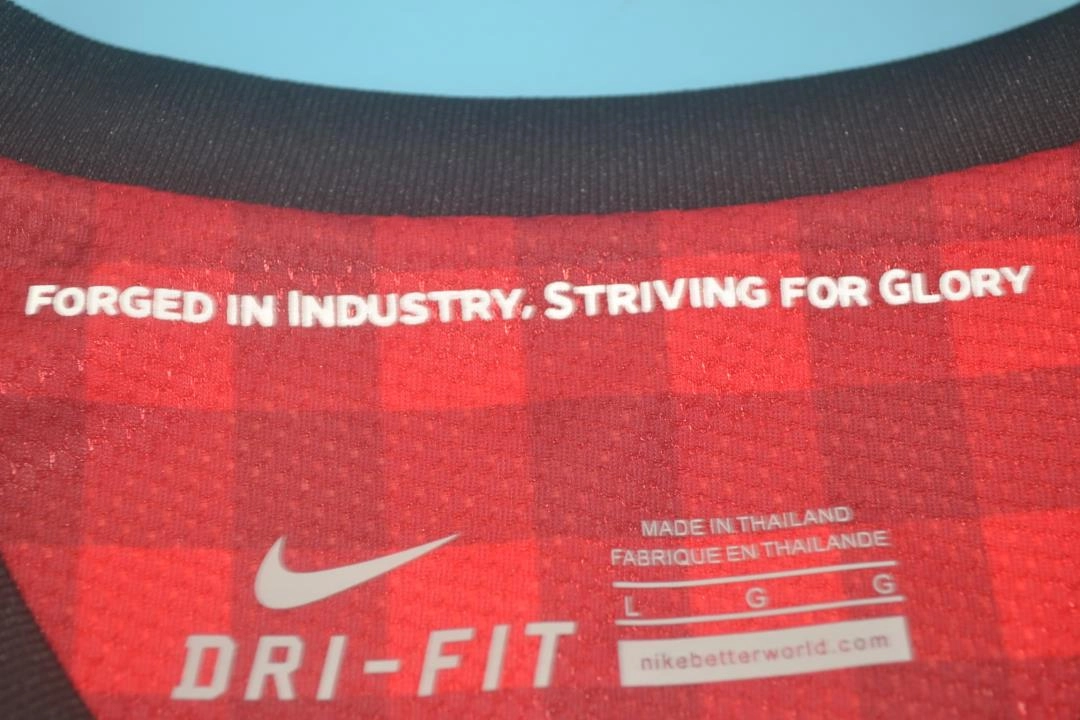 FORGED IN INDUSTRY, STRIVING FOR GLORY
MADE IN THAILAND
FABRIQUE EN THAILANDE
L G G
DRI-FIT
nikebetterworld.com